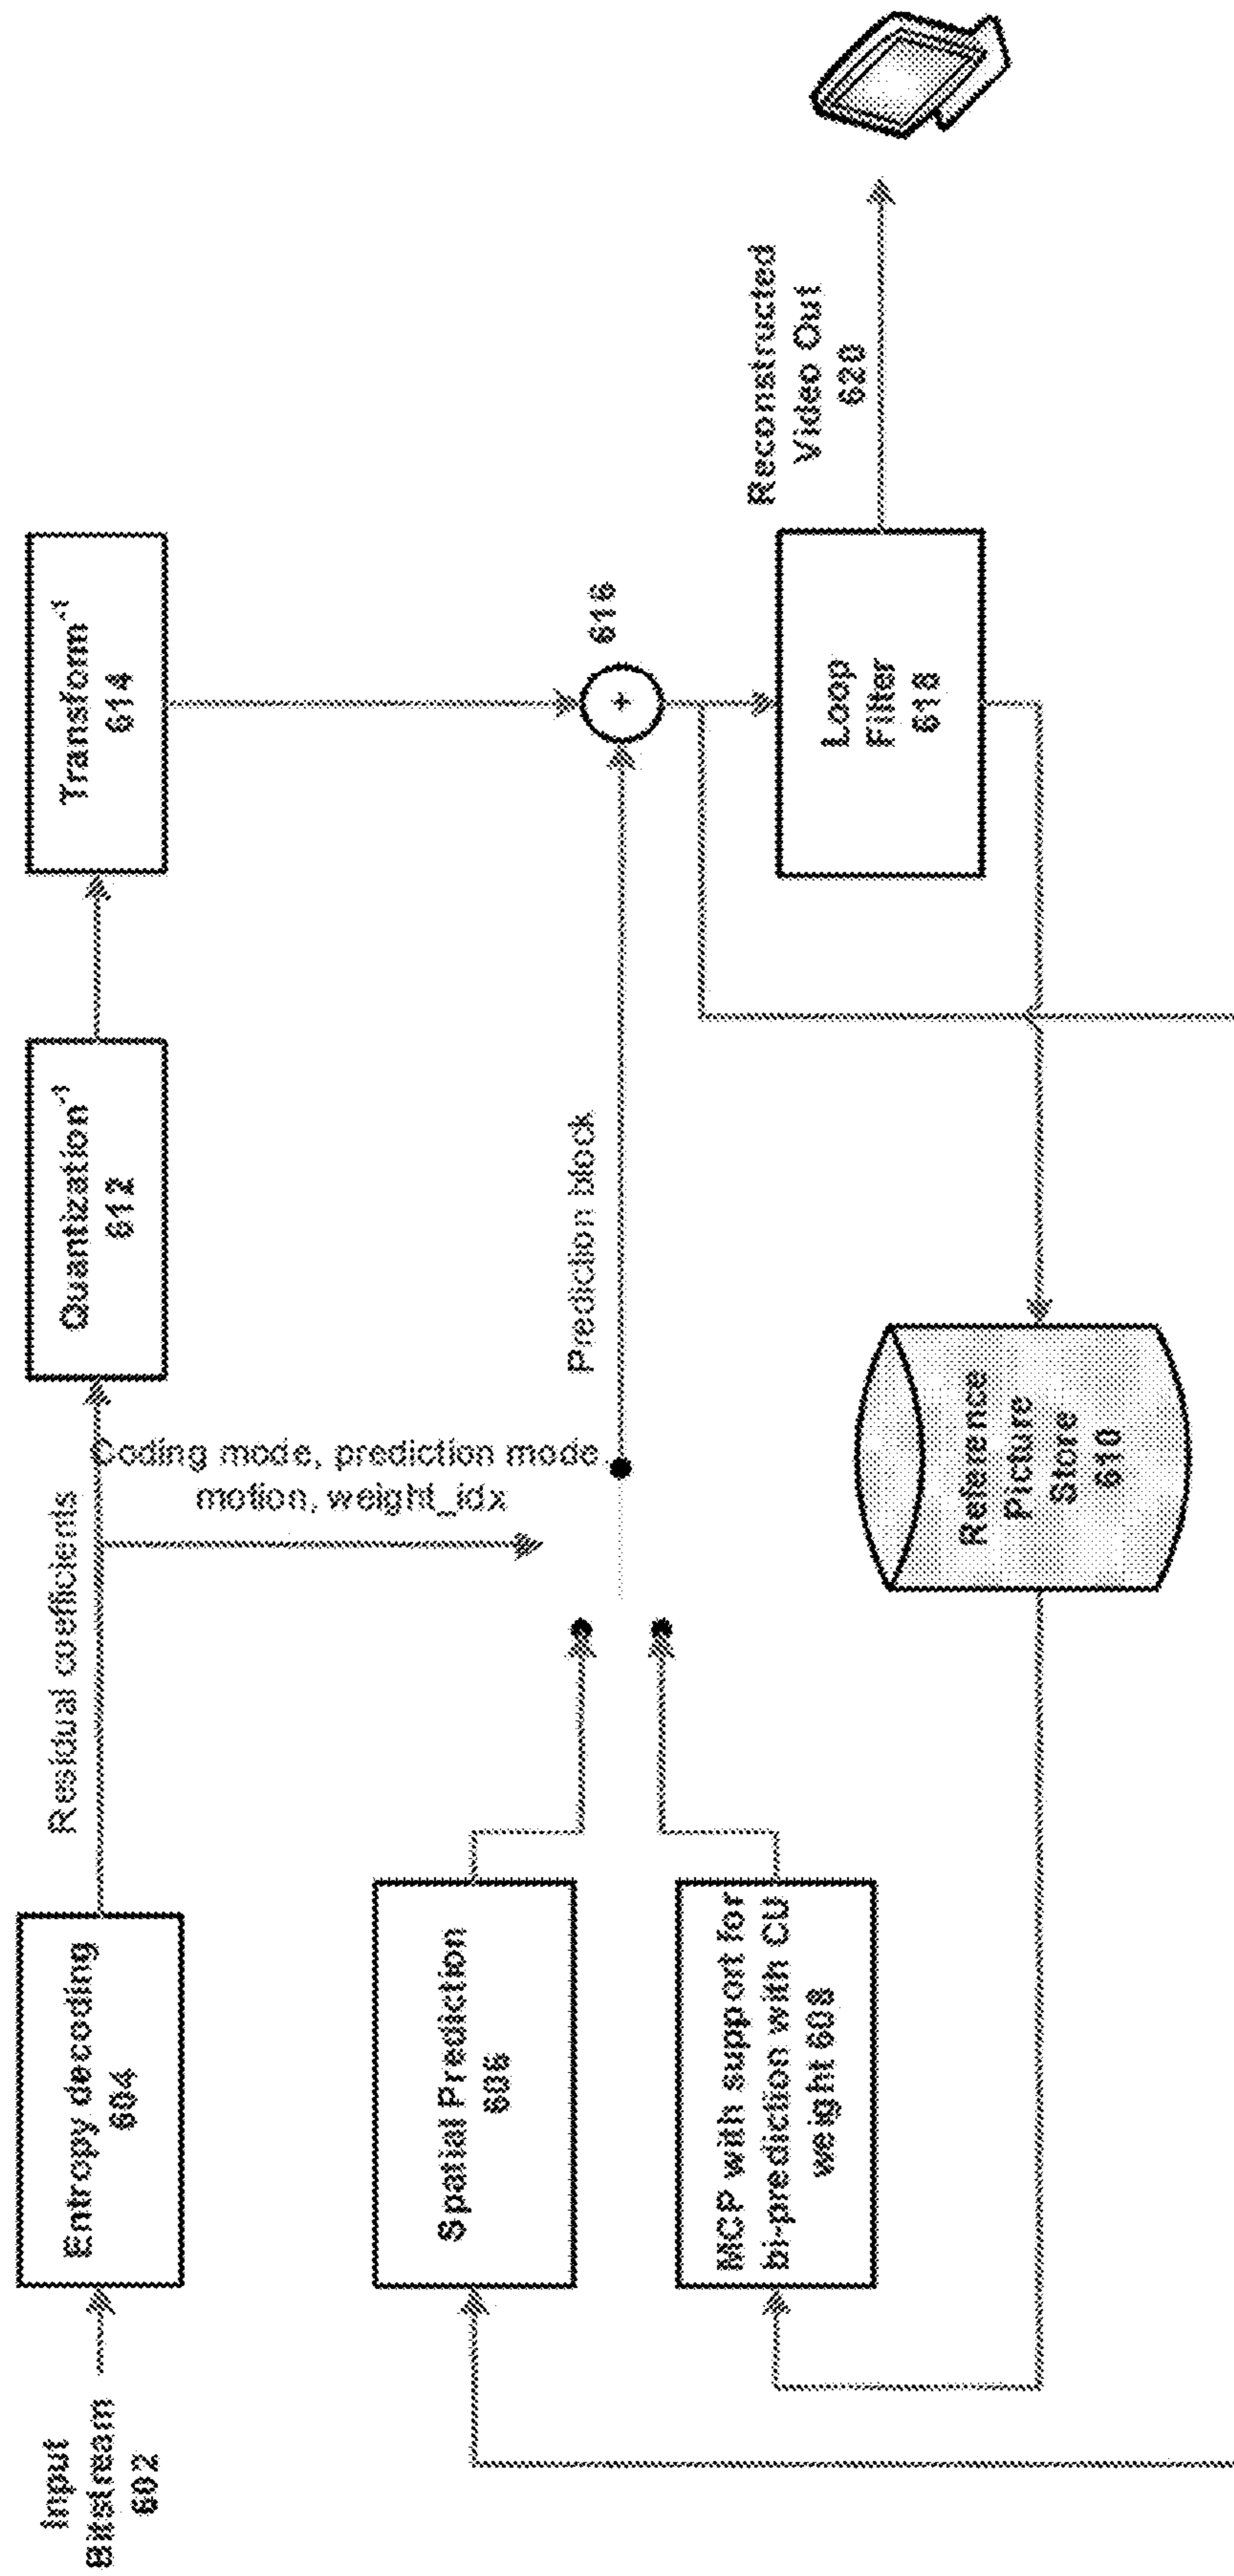 Input
Bitstream
602
Entropy decoding
604
Residual coefficients
Quantization⁻¹
612
Transform⁻¹
614
Coding mode, prediction mode
motion, weight_idx
Spatial Prediction
606
MCP with support for
bi-prediction with CU
weight 608
Prediction block
616
+
Loop
Filter
618
Reference
Picture
Store
610
Reconstructed
Video Out
620